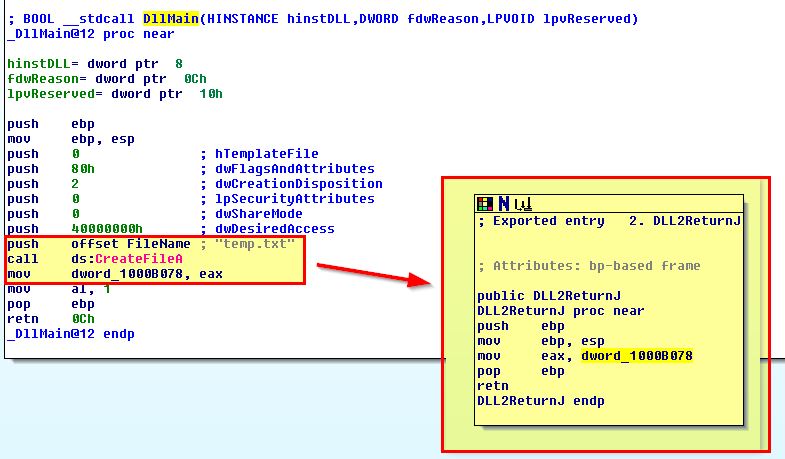 ; BOOL __stdcall DllMain(HINSTANCE hinstDLL,DWORD fdwReason,LPVOID lpvReserved)
_DllMain@12 proc near
hinstDLL= dword ptr  8
fdwReason= dword ptr  0Ch
lpvReserved= dword ptr  10h
push    ebp
mov     ebp, esp
push    0               ; hTemplateFile
push    80h             ; dwFlagsAndAttributes
push    2               ; dwCreationDisposition
push    0               ; lpSecurityAttributes
push    0               ; dwShareMode
push    40000000h       ; dwDesiredAccess
push    offset FileName ; "temp.txt"
call    ds:CreateFileA
mov     dword_1000B078, eax
mov     al, 1
pop     ebp
retn    0Ch
_DllMain@12 endp
; Exported entry   2. DLL2ReturnJ
; Attributes: bp-based frame
public DLL2ReturnJ
DLL2ReturnJ proc near
push    ebp
mov     ebp, esp
mov     eax, dword_1000B078
pop     ebp
retn
DLL2ReturnJ endp